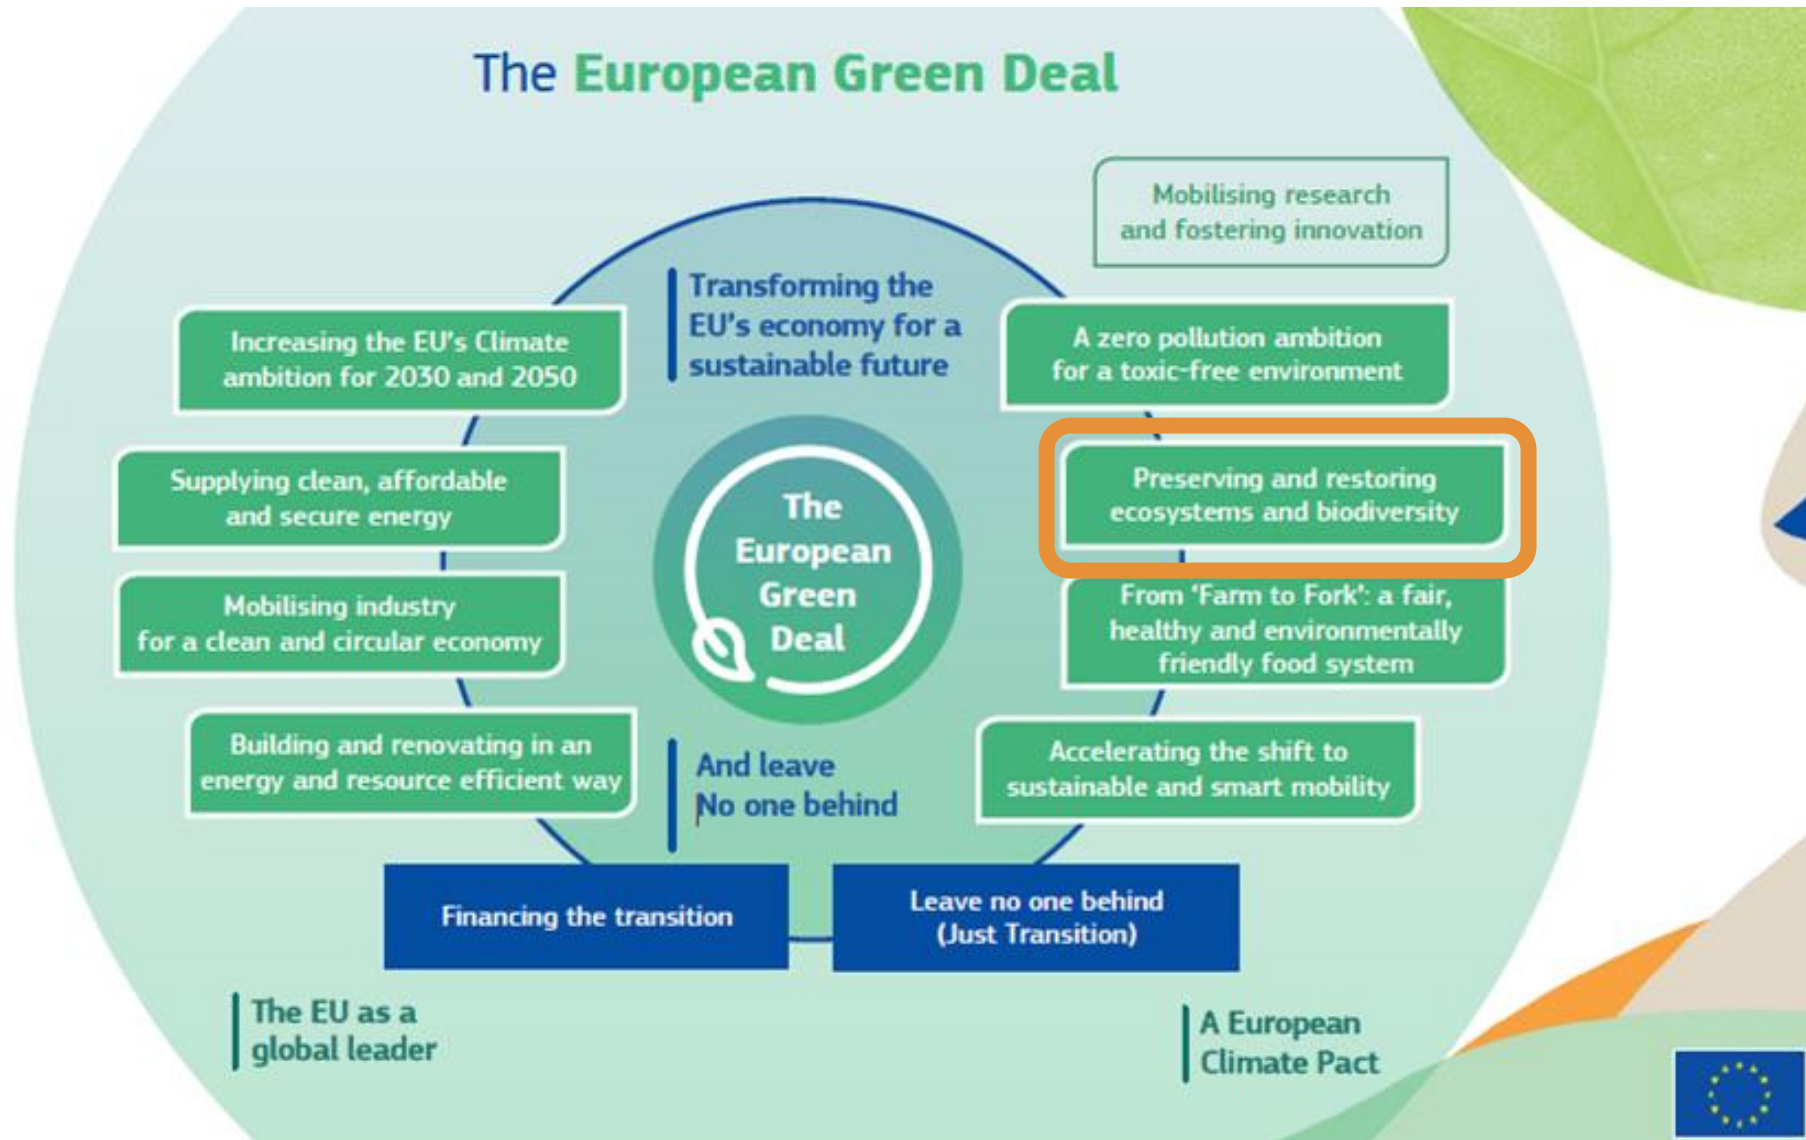 The European Green Deal
Mobilising research
and fostering innovation
Transforming the
EU's economy for a
sustainable future
Increasing the EU's Climate
ambition for 2030 and 2050
A zero pollution ambition
for a toxic-free environment
Supplying clean, affordable
and secure energy
The
European
Green
Deal
Preserving and restoring
ecosystems and biodiversity
Mobilising industry
for a clean and circular economy
From 'Farm to Fork': a fair,
healthy and environmentally
friendly food system
Building and renovating in an
energy and resource efficient way
And leave
No one behind
Accelerating the shift to
sustainable and smart mobility
Financing the transition
Leave no one behind
(Just Transition)
The EU as a
global leader
A European
Climate Pact